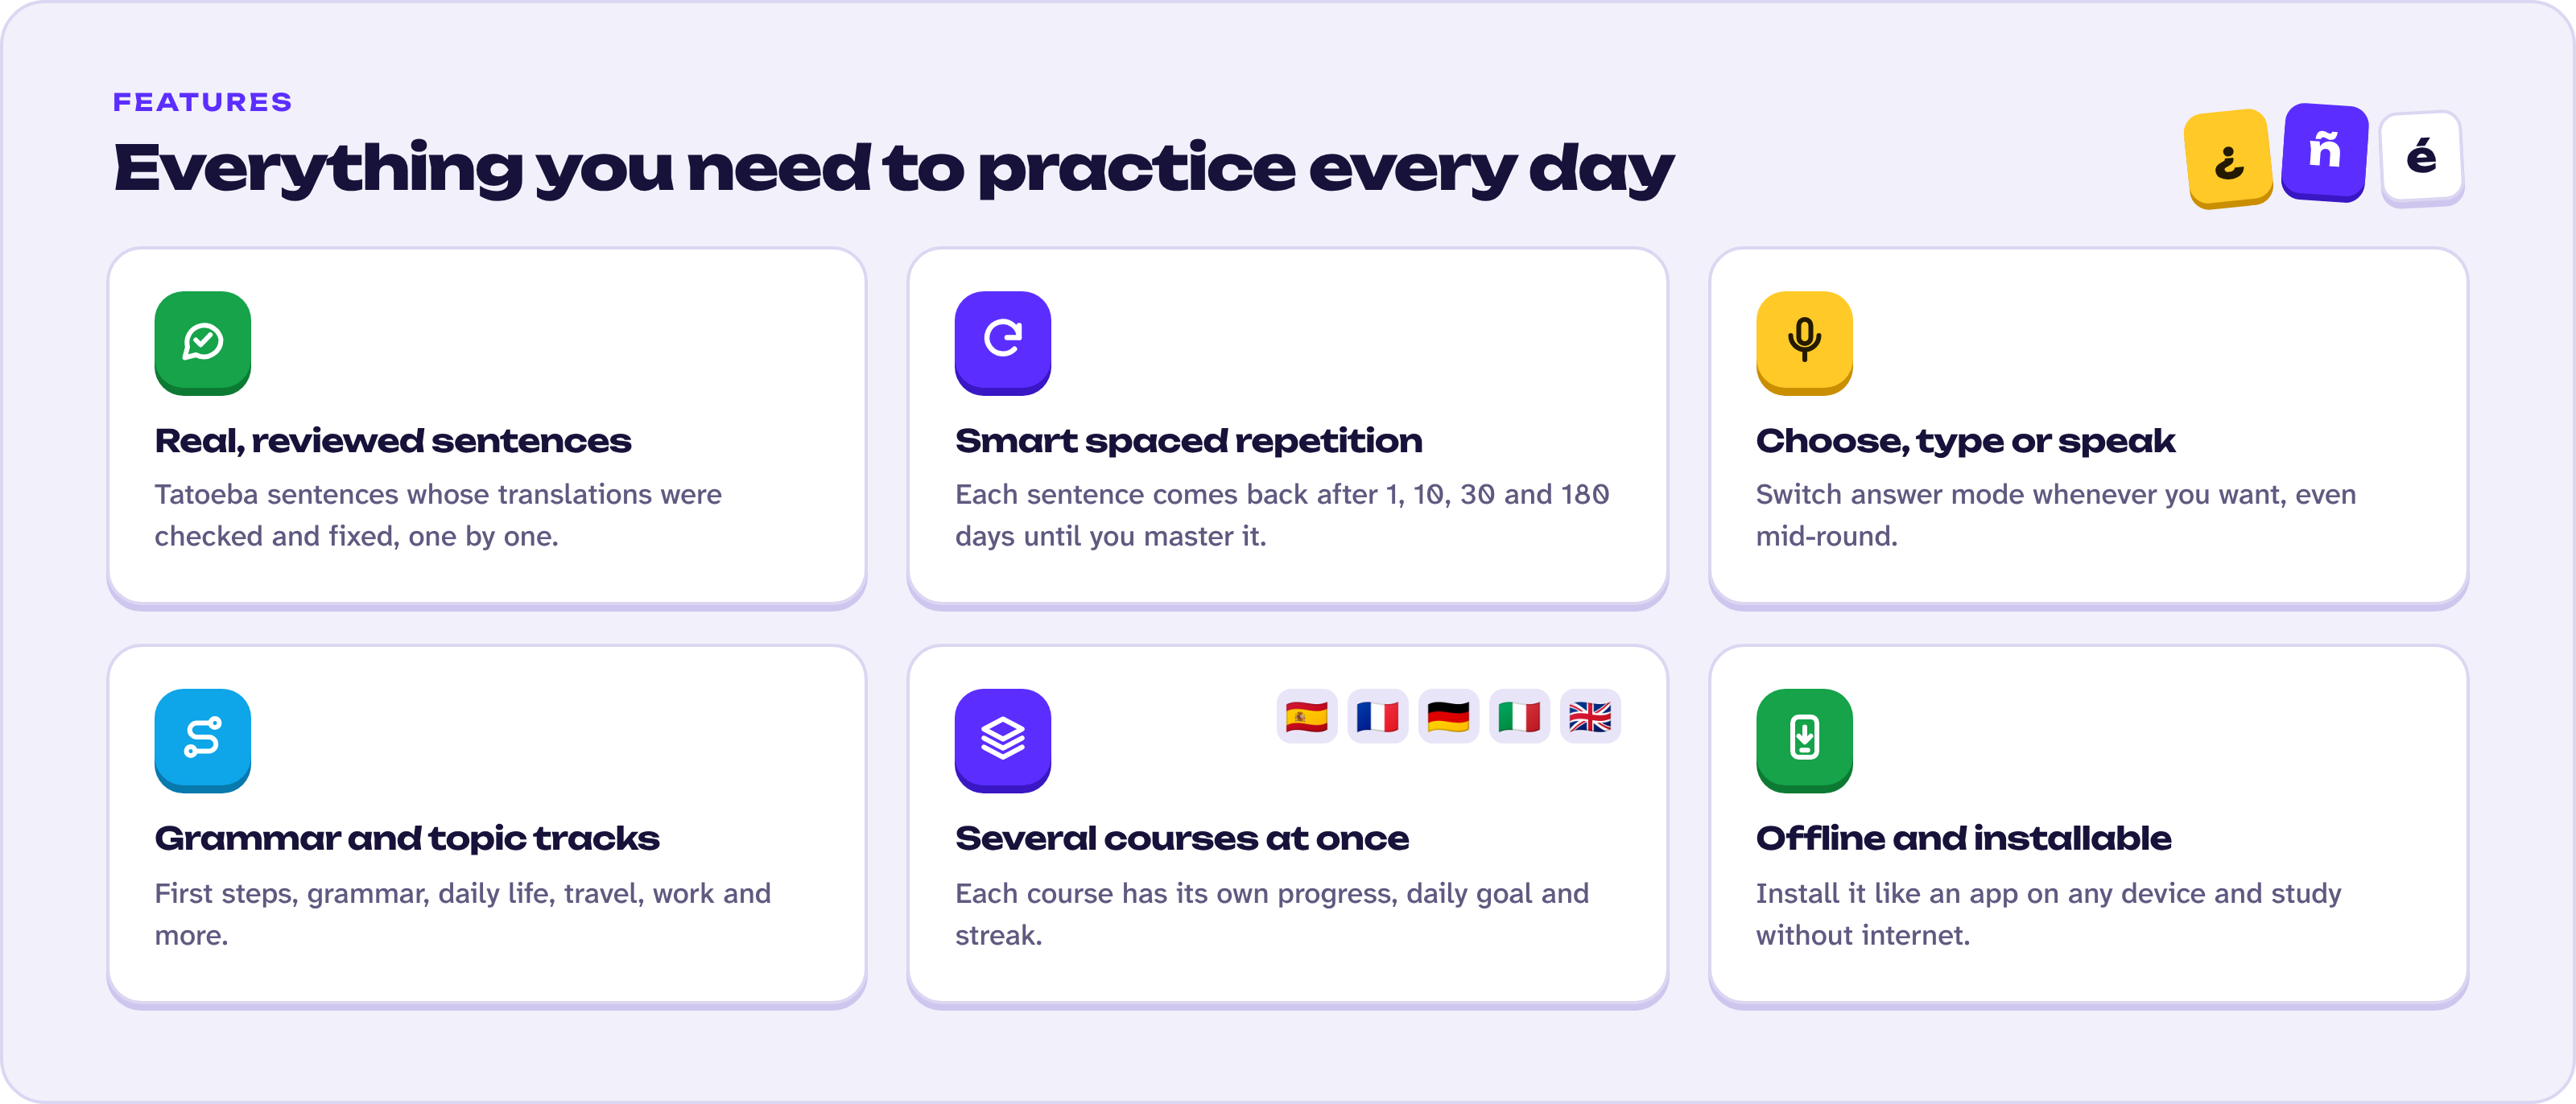 FEATURES
Everything you need to practice every day
¿ ñ é
Real, reviewed sentences
Tatoeba sentences whose translations were
checked and fixed, one by one.
Smart spaced repetition
Each sentence comes back after 1, 10, 30 and 180
days until you master it.
Choose, type or speak
Switch answer mode whenever you want, even
mid-round.
Grammar and topic tracks
First steps, grammar, daily life, travel, work and
more.
Several courses at once
Each course has its own progress, daily goal and
streak.
Offline and installable
Install it like an app on any device and study
without internet.